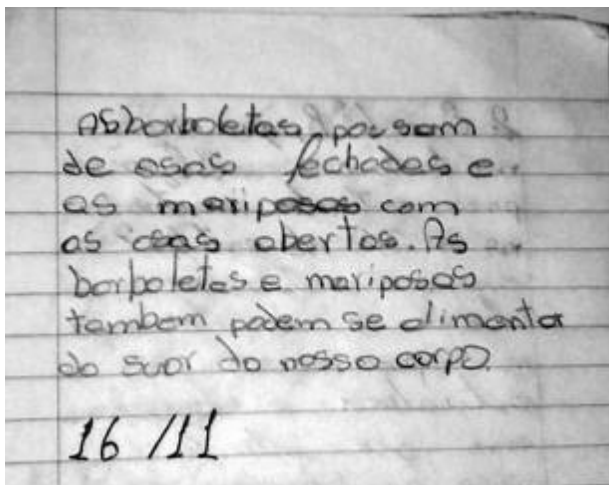 As borboletas pousam
de asas fechadas e
as mariposas com
as asas abertas. As
borboletas e mariposas
tambem podem se alimentar
do suor do nosso corpo.
16/11